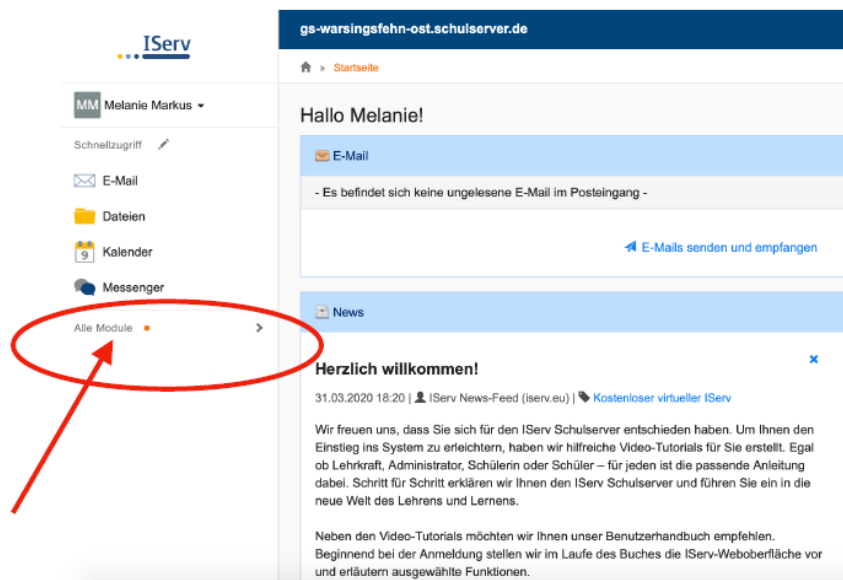 IServ
MM Melanie Markus
Schnellzugriff
E-Mail
Dateien
9 Kalender
Messenger
Alle Module
gs-warsingsfehn-ost.schulserver.de
» Startseite
Hallo Melanie!
E-Mail
- Es befindet sich keine ungelesene E-Mail im Posteingang -
E-Mails senden und empfangen
News
Herzlich willkommen!
31.03.2020 18:20 | IServ News-Feed (iserv.eu) | Kostenloser virtueller IServ
Wir freuen uns, dass Sie sich für den IServ Schulserver entschieden haben. Um Ihnen den
Einstieg ins System zu erleichtern, haben wir hilfreiche Video-Tutorials für Sie erstellt. Egal
ob Lehrkraft, Administrator, Schülerin oder Schüler – für jeden ist die passende Anleitung
dabei. Schritt für Schritt erklären wir Ihnen den IServ Schulserver und führen Sie ein in die
neue Welt des Lehrens und Lernens.
Neben den Video-Tutorials möchten wir Ihnen unser Benutzerhandbuch empfehlen.
Beginnend bei der Anmeldung stellen wir im Laufe des Buches die IServ-Weboberfläche vor
und erläutern ausgewählte Funktionen.